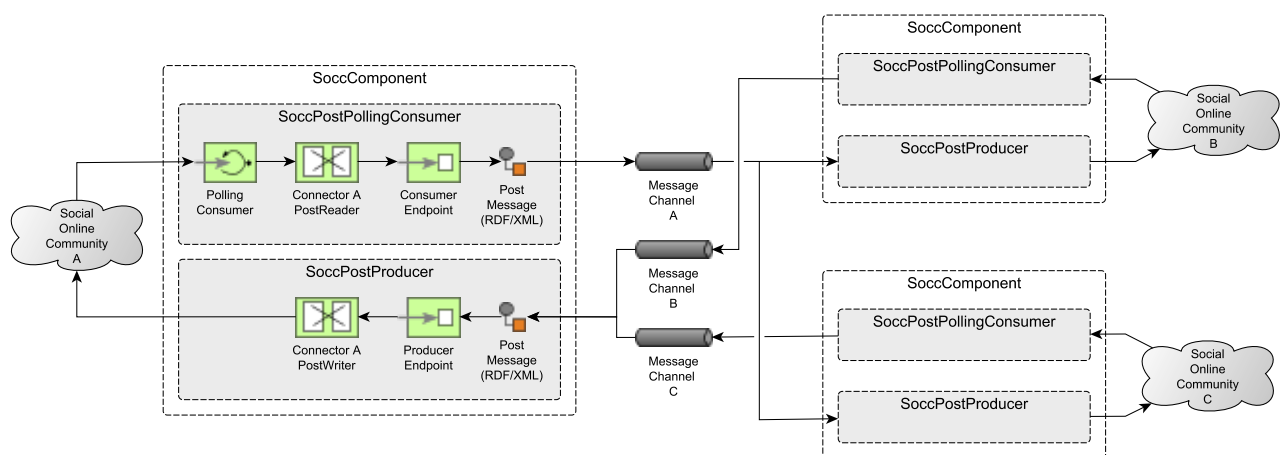 SoccComponent
SoccPostPollingConsumer
Polling
Consumer
Connector A
PostReader
Consumer
Endpoint
Post
Message
(RDF/XML)
Social
Online
Community
A
SoccPostProducer
Connector A
PostWriter
Producer
Endpoint
Post
Message
(RDF/XML)
Message
Channel
A
Message
Channel
B
Message
Channel
C
SoccComponent
SoccPostPollingConsumer
SoccPostProducer
Social
Online
Community
B
SoccComponent
SoccPostPollingConsumer
SoccPostProducer
Social
Online
Community
C